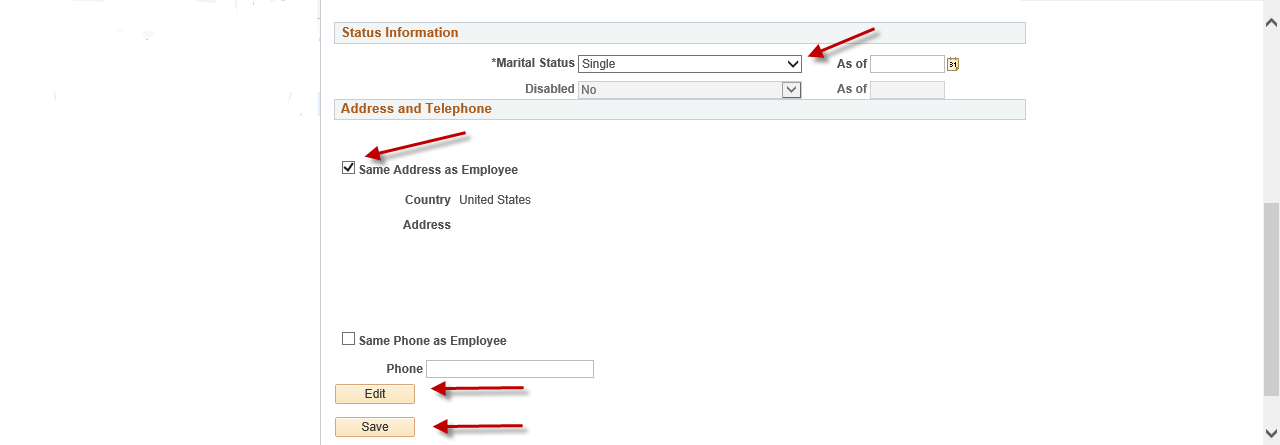 Status Information
*Marital Status Single As of 31
Disabled No As of
Address and Telephone
Same Address as Employee
Country United States
Address
Same Phone as Employee
Phone
Edit
Save